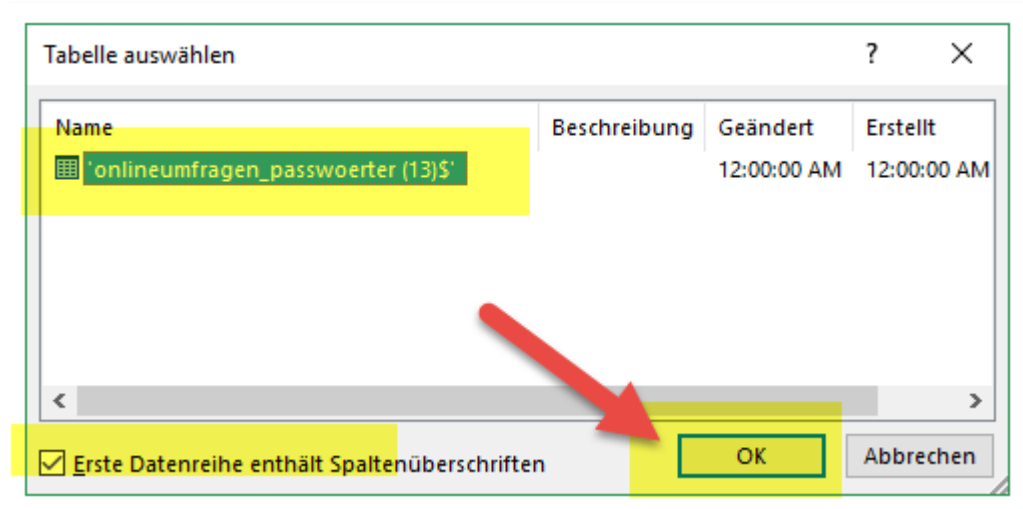 Tabelle auswählen ?
Name Beschreibung Geändert Erstellt
'onlineumfragen_passwoerter (13)$' 12:00:00 AM 12:00:00 AM
Erste Datenreihe enthält Spaltenüberschriften
OK Abbrechen